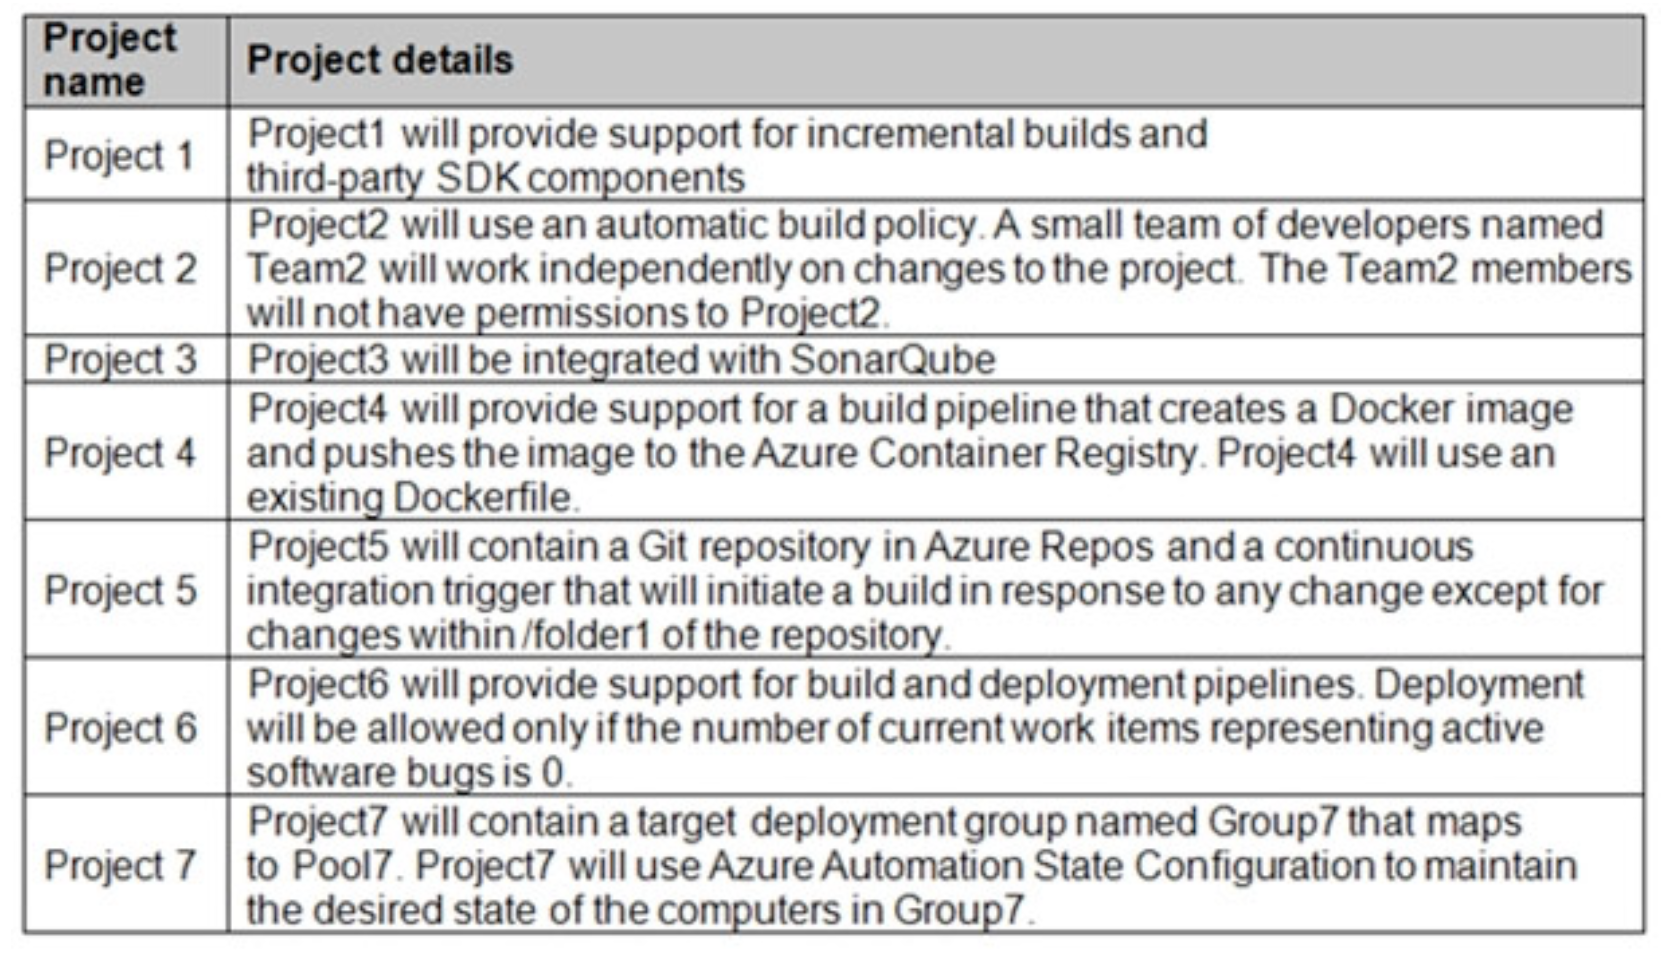 Project
name
Project details
Project 1
Project1 will provide support for incremental builds and
third-party SDK components
Project 2
Project2 will use an automatic build policy. A small team of developers named
Team2 will work independently on changes to the project. The Team2 members
will not have permissions to Project2.
Project 3
Project3 will be integrated with SonarQube
Project 4
Project4 will provide support for a build pipeline that creates a Docker image
and pushes the image to the Azure Container Registry. Project4 will use an
existing Dockerfile.
Project 5
Project5 will contain a Git repository in Azure Repos and a continuous
integration trigger that will initiate a build in response to any change except for
changes within /folder1 of the repository.
Project 6
Project6 will provide support for build and deployment pipelines. Deployment
will be allowed only if the number of current work items representing active
software bugs is 0.
Project 7
Project7 will contain a target deployment group named Group7 that maps
to Pool7. Project7 will use Azure Automation State Configuration to maintain
the desired state of the computers in Group7.